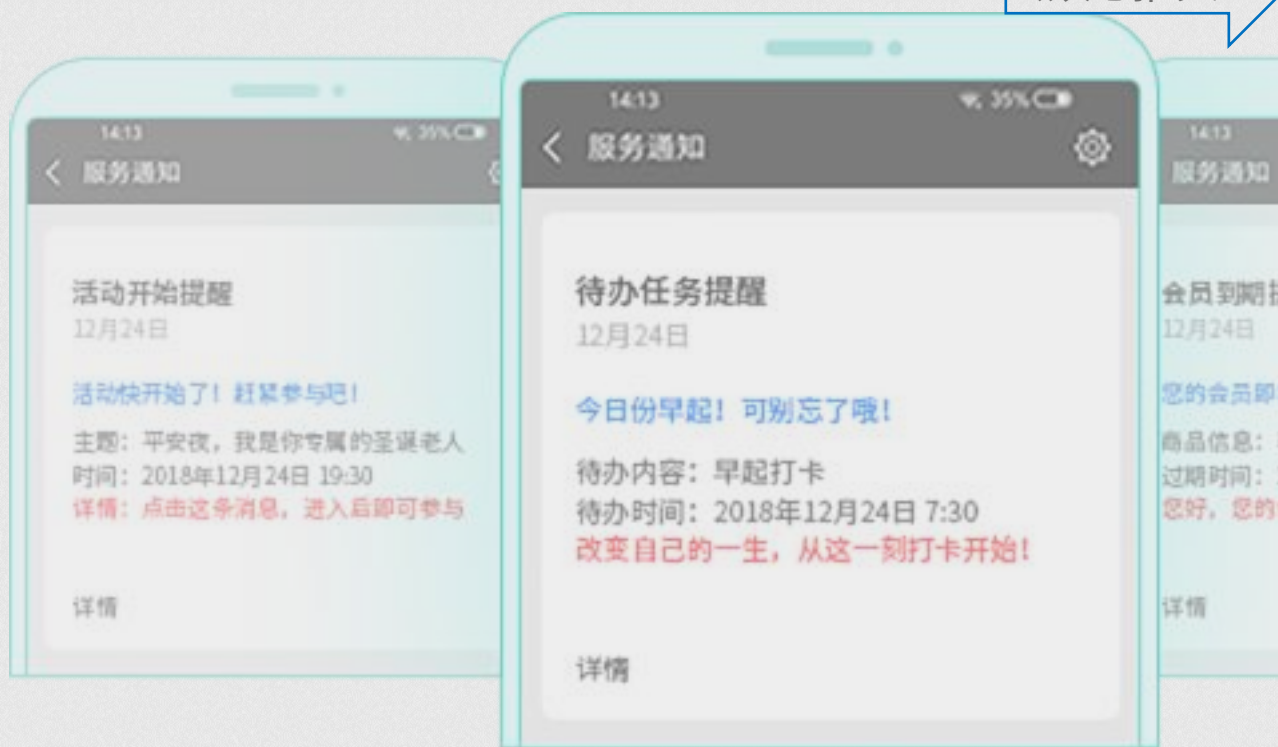 14:13
35%
服务通知
活动开始提醒
12月24日
活动快开始了！赶紧参与吧！
主题：平安夜，我是你专属的圣诞老人
时间：2018年12月24日 19:30
详情：点击这条消息，进入后即可参与
详情
14:13
35%
服务通知
待办任务提醒
12月24日
今日份早起！可别忘了哦！
待办内容：早起打卡
待办时间：2018年12月24日 7:30
改变自己的一生，从这一刻打卡开始！
详情
14:13
服务通知
会员到期
12月24日
您的会员即
商品信息：
过期时间：
您好，您的
详情